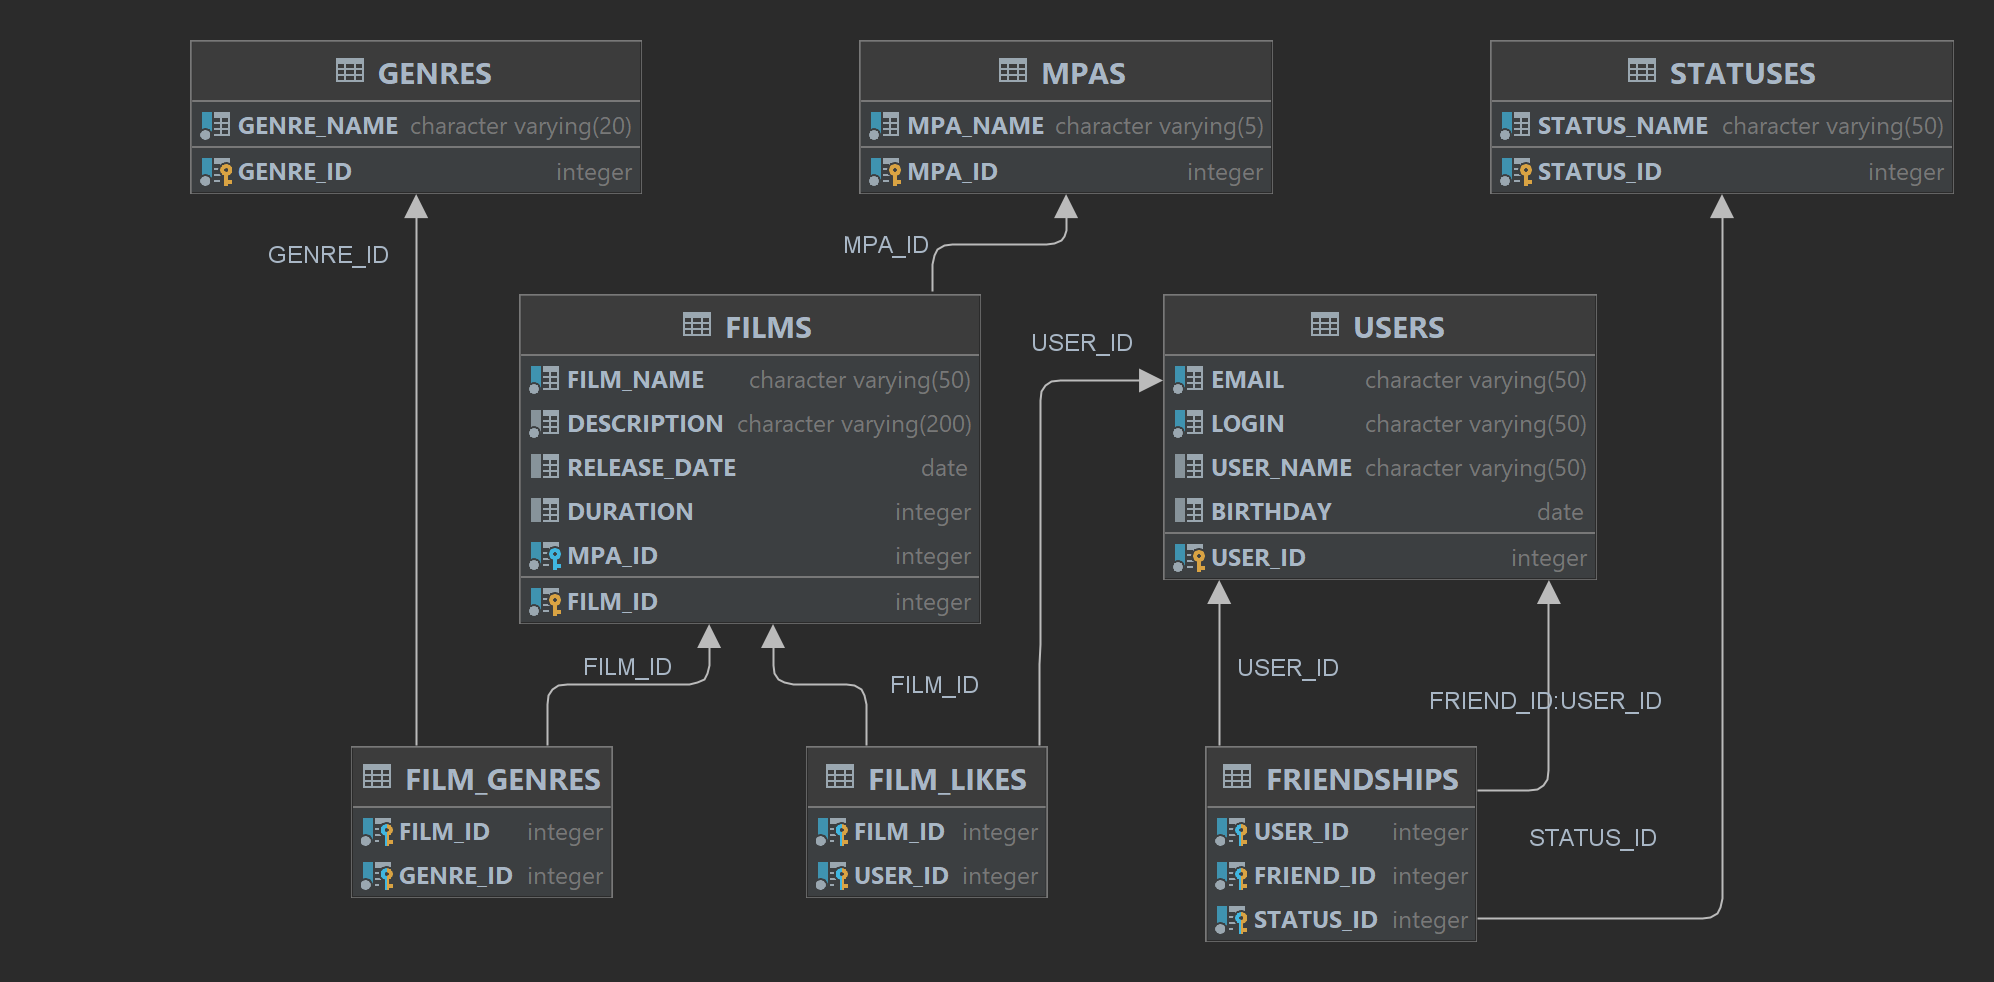 GENRES
GENRE_NAME character varying(20)
GENRE_ID integer
MPAS
MPA_NAME character varying(5)
MPA_ID integer
STATUSES
STATUS_NAME character varying(50)
STATUS_ID integer
GENRE_ID
MPA_ID
FILMS
FILM_NAME character varying(50)
DESCRIPTION character varying(200)
RELEASE_DATE date
DURATION integer
MPA_ID integer
FILM_ID integer
USER_ID
USERS
EMAIL character varying(50)
LOGIN character varying(50)
USER_NAME character varying(50)
BIRTHDAY date
USER_ID integer
FILM_ID
FILM_ID
USER_ID
FRIEND_ID:USER_ID
FILM_GENRES
FILM_ID integer
GENRE_ID integer
FILM_LIKES
FILM_ID integer
USER_ID integer
FRIENDSHIPS
USER_ID integer
FRIEND_ID integer
STATUS_ID integer
STATUS_ID